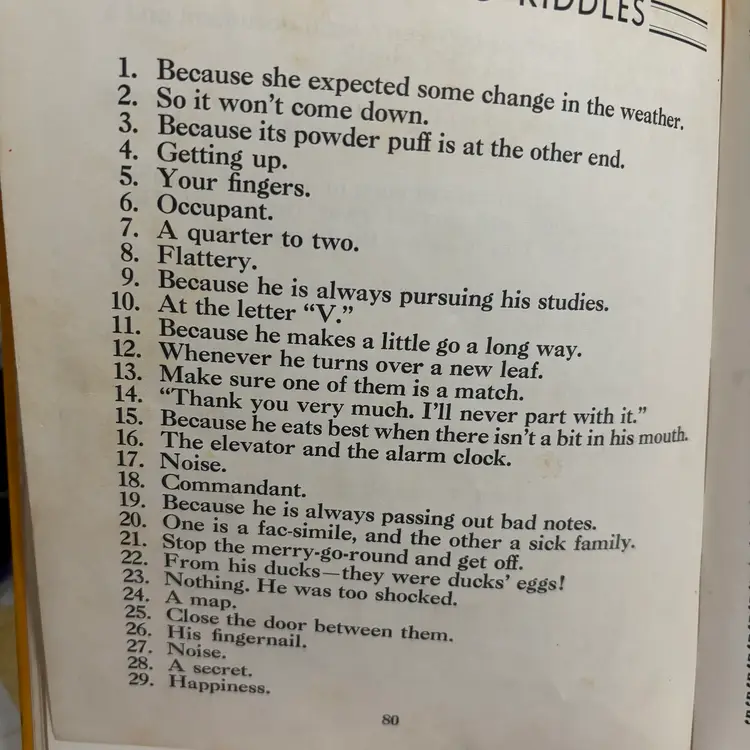 RIDDLES
1. Because she expected some change in the weather.
2. So it won't come down.
3. Because its powder puff is at the other end.
4. Getting up.
5. Your fingers.
6. Occupant.
7. A quarter to two.
8. Flattery.
9. Because he is always pursuing his studies.
10. At the letter “V.”
11. Because he makes a little go a long way.
12. Whenever he turns over a new leaf.
13. Make sure one of them is a match.
14. “Thank you very much. I'll never part with it.”
15. Because he eats best when there isn't a bit in his mouth.
16. The elevator and the alarm clock.
17. Noise.
18. Commandant.
19. Because he is always passing out bad notes.
20. One is a fac-simile, and the other a sick family.
21. Stop the merry-go-round and get off.
22. From his ducks—they were ducks' eggs!
23. Nothing. He was too shocked.
24. A map.
25. Close the door between them.
26. His fingernail.
27. Noise.
28. A secret.
29. Happiness.
80